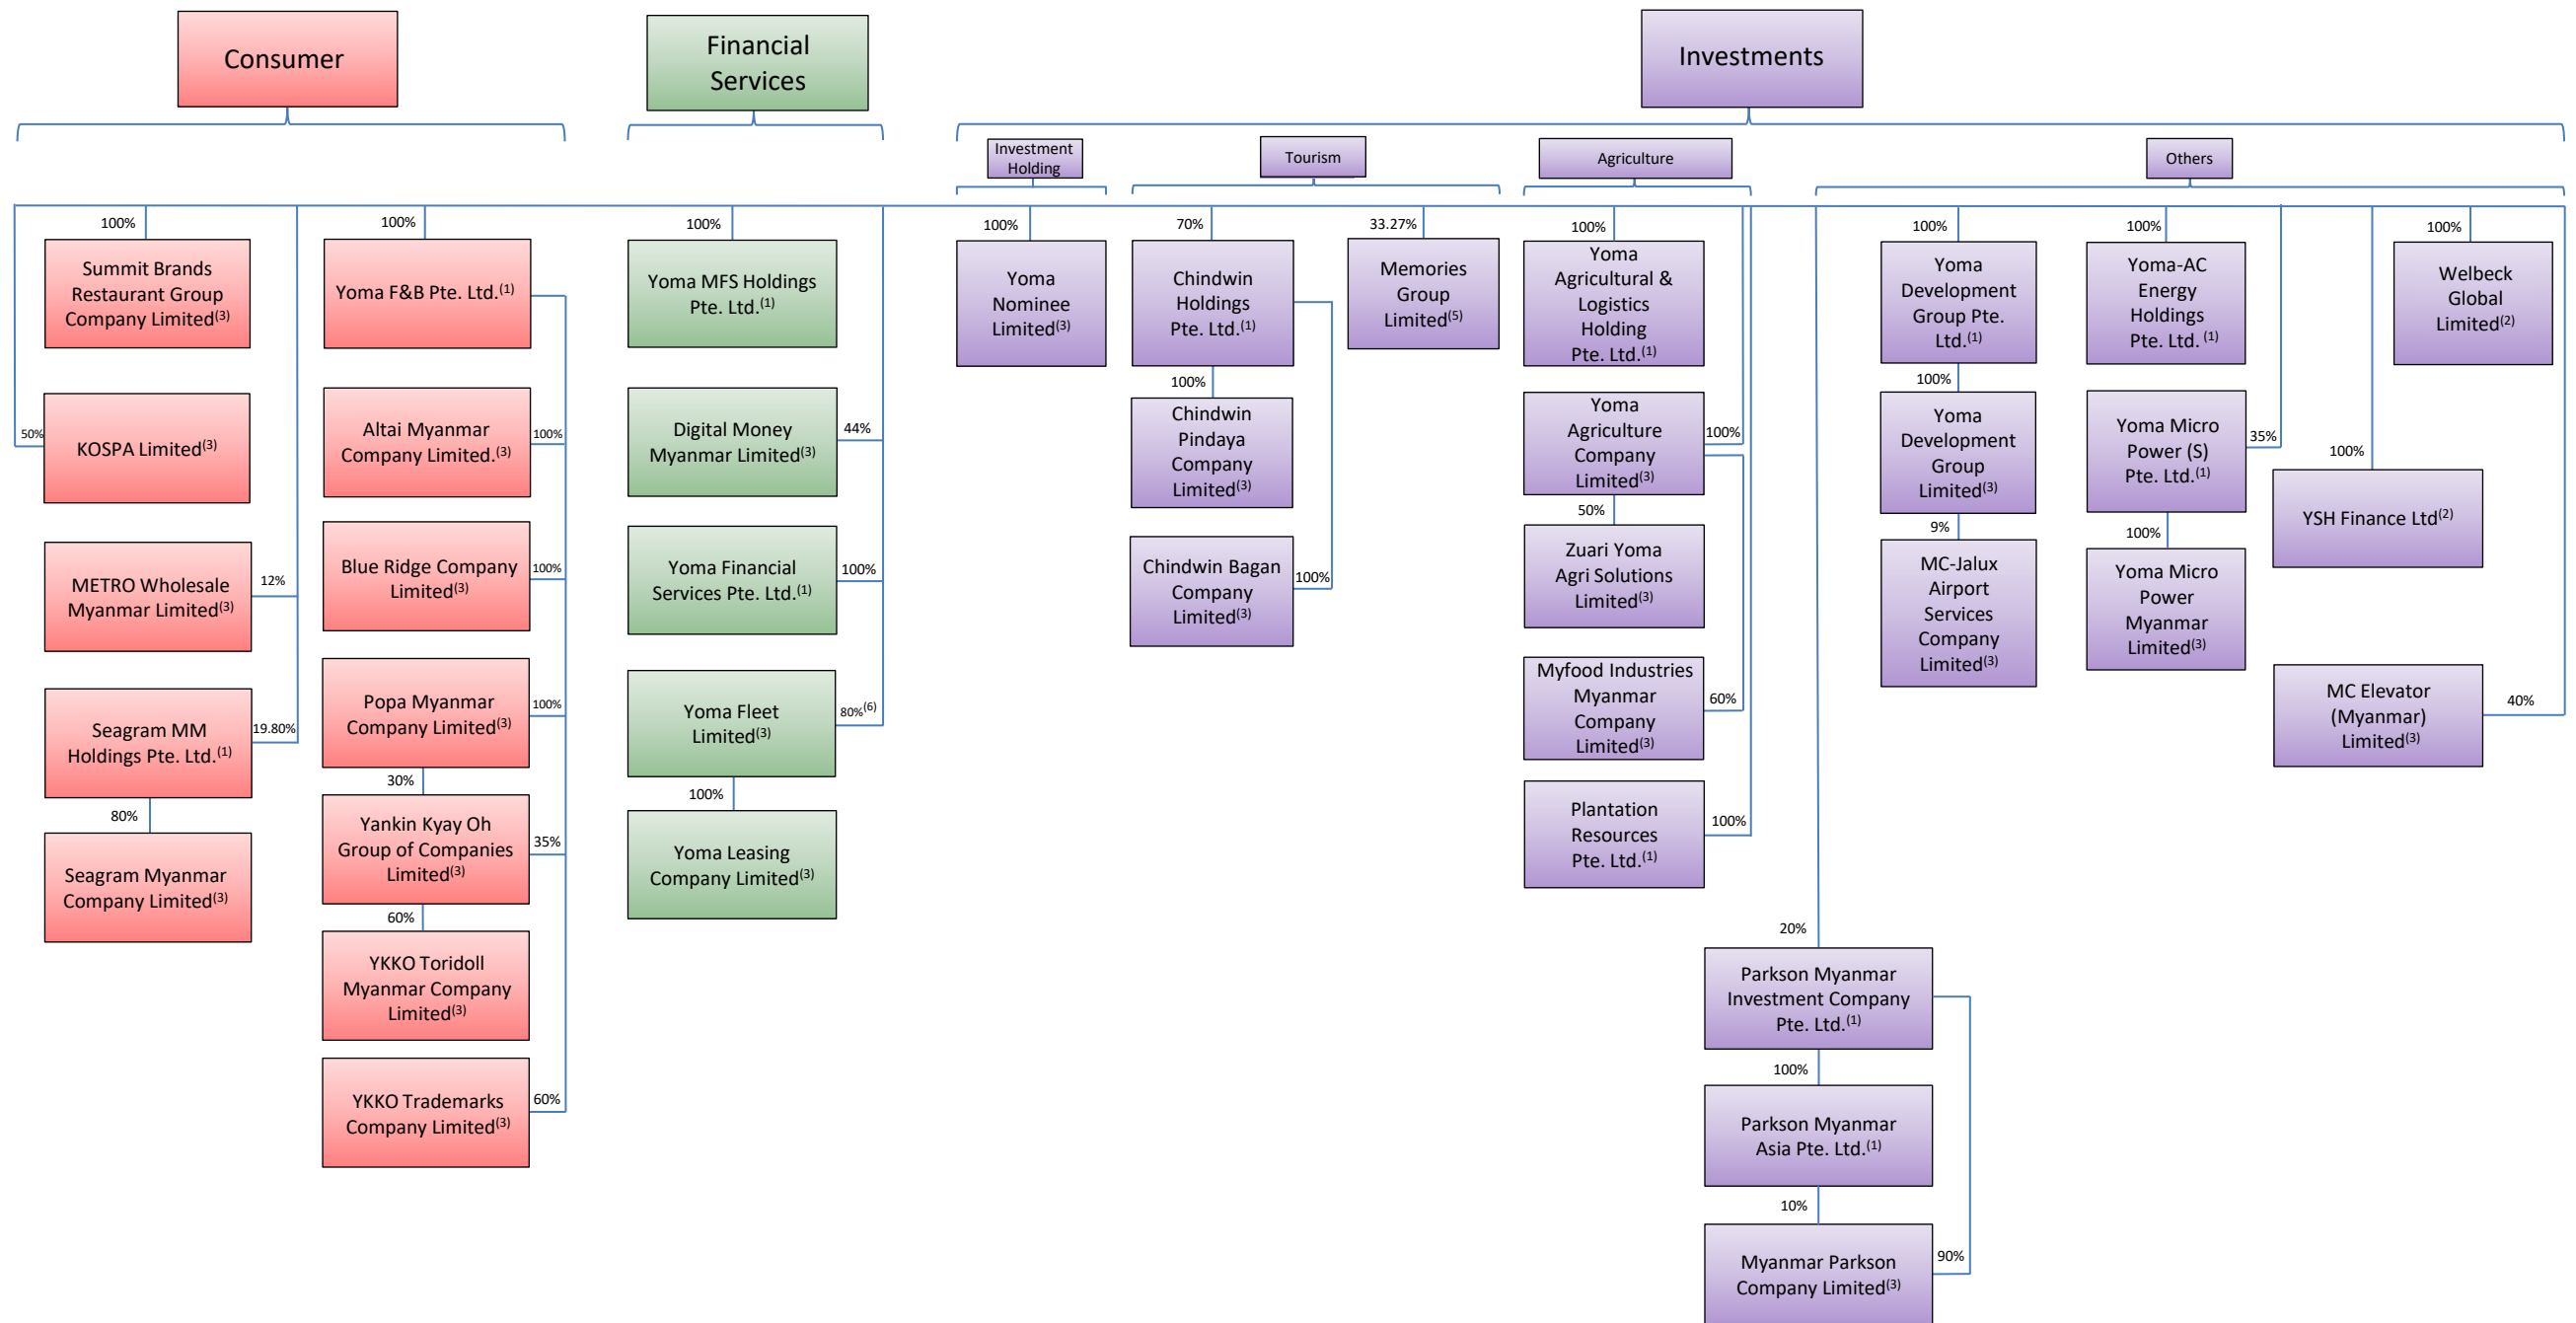 Consumer
Financial
Services
Investments
Investment
Holding
Tourism
Agriculture
Others
100%
Summit Brands
Restaurant Group
Company Limited(3)
50%
KOSPA Limited(3)
12%
METRO Wholesale
Myanmar Limited(3)
19.80%
Seagram MM
Holdings Pte. Ltd.(1)
80%
Seagram Myanmar
Company Limited(3)
100%
Yoma F&B Pte. Ltd.(1)
Altai Myanmar
Company Limited.(3)
100%
Blue Ridge Company
Limited(3)
100%
Popa Myanmar
Company Limited(3)
100%
30%
Yankin Kyay Oh
Group of Companies
Limited(3)
35%
60%
YKKO Toridoll
Myanmar Company
Limited(3)
YKKO Trademarks
Company Limited(3)
60%
100%
Yoma MFS Holdings
Pte. Ltd.(1)
Digital Money
Myanmar Limited(3)
44%
Yoma Financial
Services Pte. Ltd.(1)
100%
Yoma Fleet
Limited(3)
80%(6)
100%
Yoma Leasing
Company Limited(3)
100%
Yoma
Nominee
Limited(3)
70%
Chindwin
Holdings
Pte. Ltd.(1)
100%
Chindwin
Pindaya
Company
Limited(3)
Chindwin Bagan
Company
Limited(3)
100%
33.27%
Memories
Group
Limited(5)
100%
Yoma
Agricultural &
Logistics
Holding
Pte. Ltd.(1)
Yoma
Agriculture
Company
Limited(3)
100%
50%
Zuari Yoma
Agri Solutions
Limited(3)
Myfood Industries
Myanmar
Company
Limited(3)
60%
Plantation
Resources
Pte. Ltd.(1)
100%
20%
Parkson Myanmar
Investment Company
Pte. Ltd.(1)
100%
Parkson Myanmar
Asia Pte. Ltd.(1)
10%
Myanmar Parkson
Company Limited(3)
90%
100%
Yoma
Development
Group Pte.
Ltd.(1)
100%
Yoma
Development
Group
Limited(3)
9%
MC-Jalux
Airport
Services
Company
Limited(3)
100%
Yoma-AC
Energy
Holdings
Pte. Ltd.(1)
Yoma Micro
Power (S)
Pte. Ltd.(1)
35%
100%
Yoma Micro
Power
Myanmar
Limited(3)
100%
YSH Finance Ltd(2)
100%
Welbeck
Global
Limited(2)
MC Elevator
(Myanmar)
Limited(3)
40%